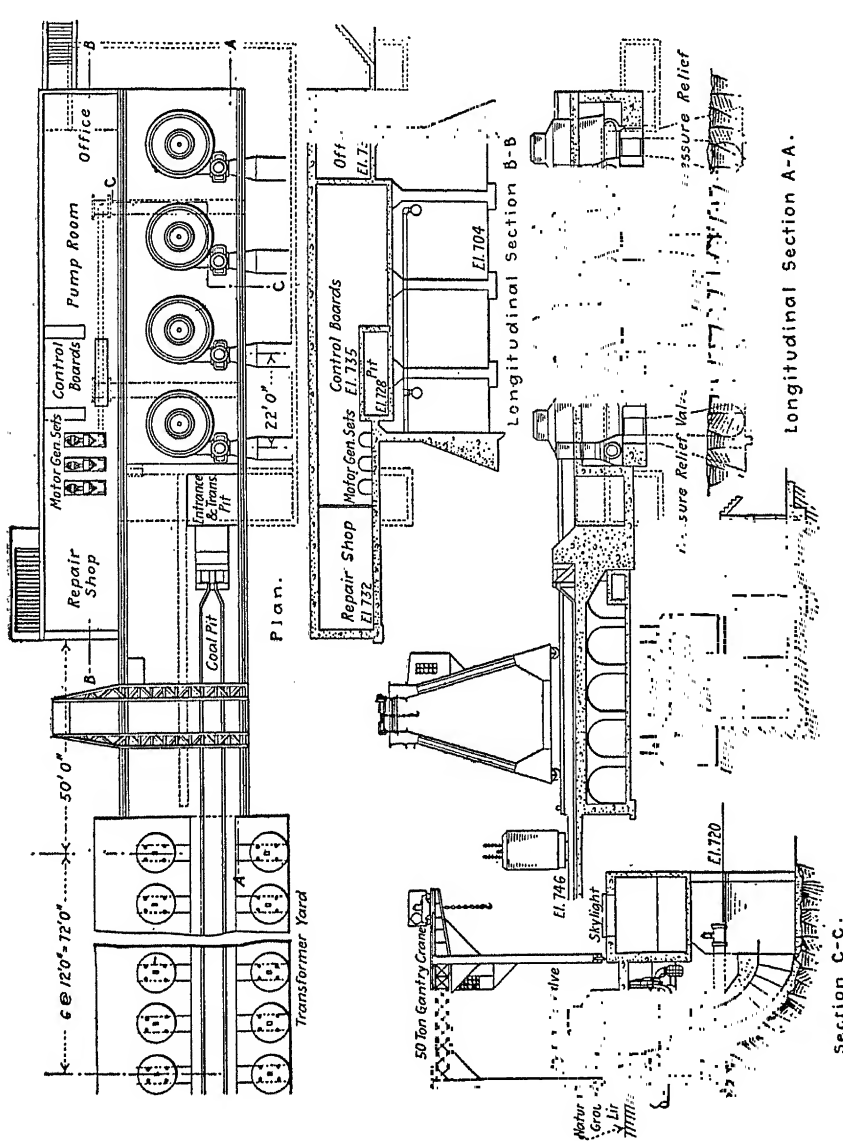 6 @ 12'0"=72'0"
50'0"
B
Repair
Shop
Motor Gen. Sets
Control
Boards
Pump Room
Office
B
A
C
C
22'0"
Entrance
& Trans.
Pit
Coal Pit
A
Transformer Yard
Plan.
Repair Shop
El. 732
Motor Gen. Sets
Control Boards
El. 735
Pit
El. 728
El. 704
Longitudinal Section B-B
El. 746
Relief Valve
Relief
Longitudinal Section A-A.
50 Ton Gantry Crane
Skylight
El. 720
Section C-C.